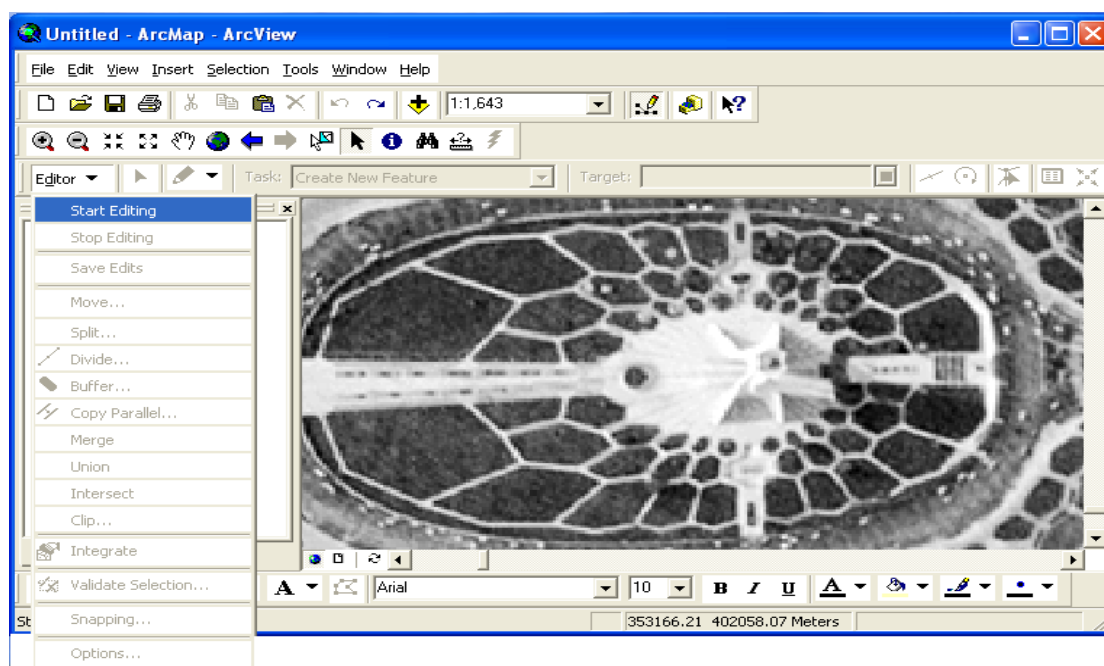 Untitled - ArcMap - ArcView
File Edit View Insert Selection Tools Window Help
1:1,643
Editor Task: Create New Feature Target:
Start Editing
Stop Editing
Save Edits
Move...
Split...
Divide...
Buffer...
Copy Parallel...
Merge
Union
Intersect
Clip...
Integrate
Validate Selection...
A Arial 10 B I U A
Snapping...
St 353166.21 402058.07 Meters
Options...